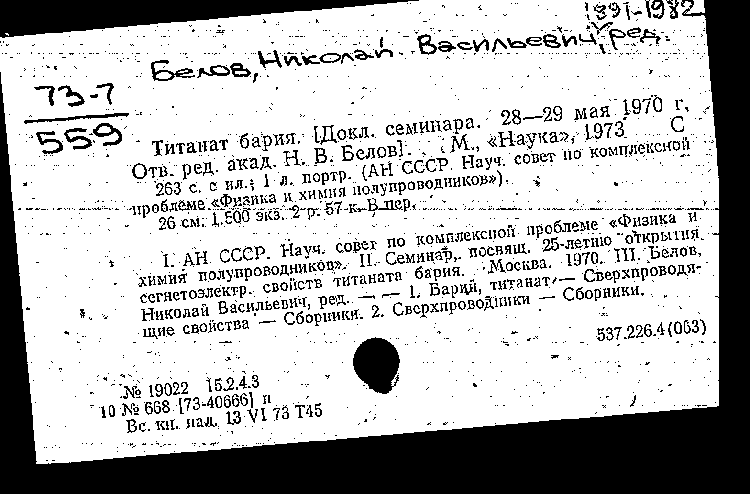 1891-1982
Белов, Николай Васильевич, ред.
73-7
559
Титанат бария. [Докл. семинара. 28—29 мая 1970 г.
Отв. ред. акад. Н. В. Белов]. М., «Наука», 1973 С
263 с. с ил.; 1 л. портр. (АН СССР. Науч. совет по комплексной
проблеме «Физика и химия полупроводников»).
26 см. 1.500 экз. 2 р. 57 к. В пер.
I. АН СССР. Науч. совет по комплексной проблеме «Физика и
химия полупроводников». II. Семинар, посвящ. 25-летию открытия
сегнетоэлектр. свойств титаната бария. Москва. 1970. III. Белов,
Николай Васильевич, ред. — — 1. Барий, титанат — Сверхпроводя-
щие свойства — Сборники. 2. Сверхпроводники — Сборники.
537.226.4(063)
№ 19022 15.2.4.3
10 № 668 [73-40666] п
Вс. кн. пал. 13 VI 73 Т45